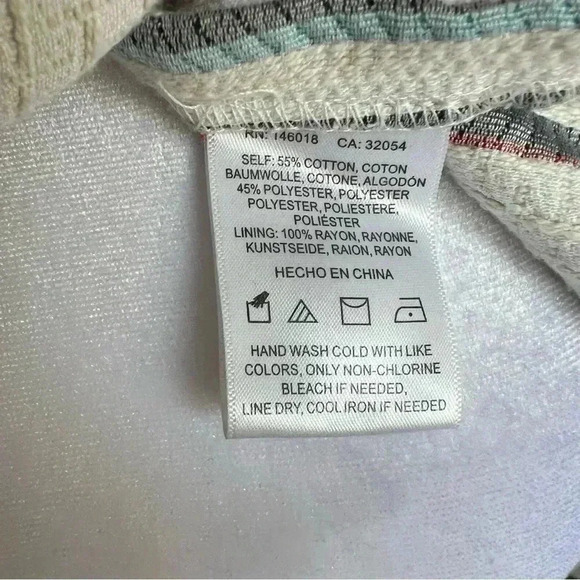 RN: 146018 CA: 32054
SELF: 55% COTTON, COTON
BAUMWOLLE, COTONE, ALGODÓN
45% POLYESTER, POLYESTER
POLYESTER, POLIESTERE,
POLIÉSTER
LINING: 100% RAYON, RAYONNE,
KUNSTSEIDE, RAION, RAYON
HECHO EN CHINA
HAND WASH COLD WITH LIKE
COLORS, ONLY NON-CHLORINE
BLEACH IF NEEDED,
LINE DRY, COOL IRON IF NEEDED